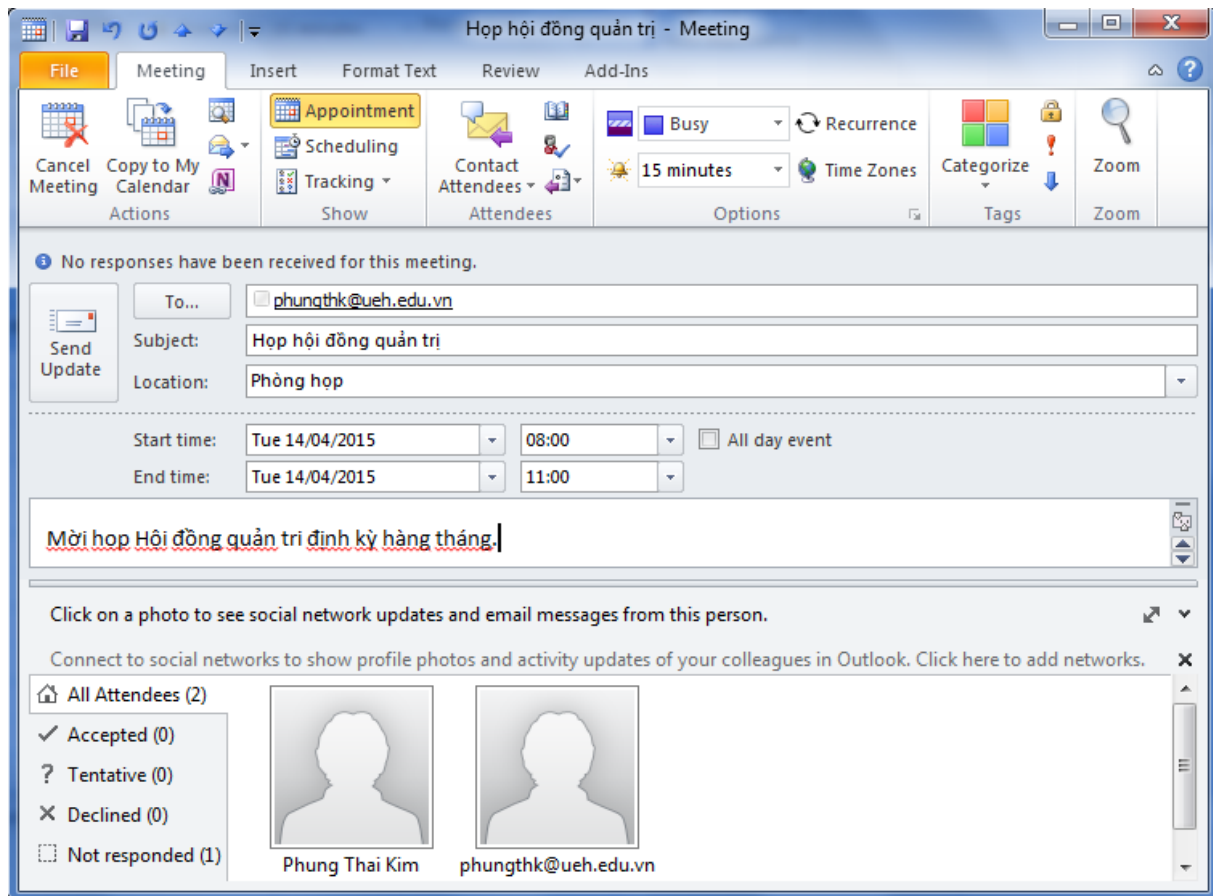 Họp hội đồng quản trị - Meeting
File Meeting Insert Format Text Review Add-Ins
Cancel Meeting
Copy to My Calendar
Actions
Appointment
Scheduling
Tracking
Show
Contact Attendees
Attendees
Busy
Recurrence
15 minutes
Time Zones
Options
Categorize
Tags
Zoom
Zoom
No responses have been received for this meeting.
Send Update
To... phungthk@ueh.edu.vn
Subject: Họp hội đồng quản trị
Location: Phòng họp
Start time: Tue 14/04/2015 08:00 All day event
End time: Tue 14/04/2015 11:00
Mời họp Hội đồng quản tri định kỳ hàng tháng.
Click on a photo to see social network updates and email messages from this person.
Connect to social networks to show profile photos and activity updates of your colleagues in Outlook. Click here to add networks.
All Attendees (2)
Accepted (0)
Tentative (0)
Declined (0)
Not responded (1)
Phung Thai Kim
phungthk@ueh.edu.vn